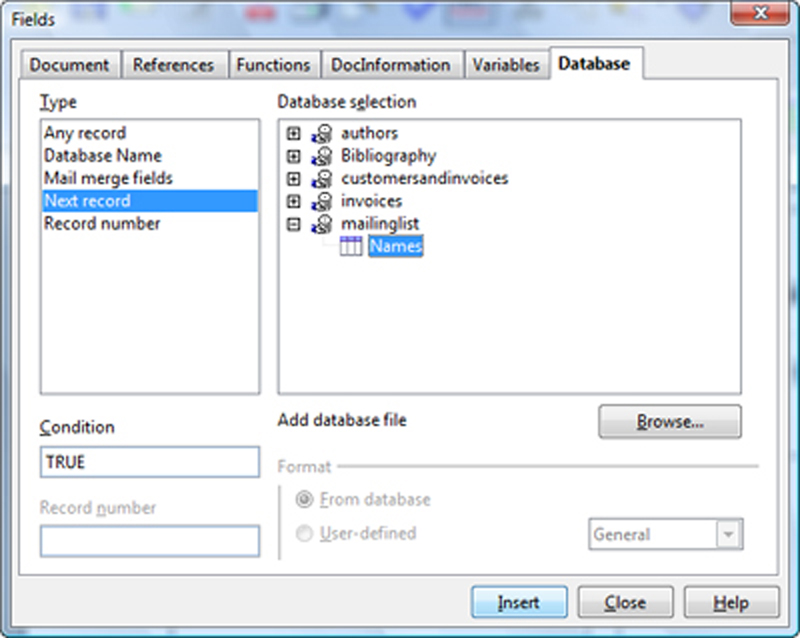 Fields
Document References Functions DocInformation Variables Database
Type
Any record
Database Name
Mail merge fields
Next record
Record number
Database selection
authors
Bibliography
customersandinvoices
invoices
mailinglist
Names
Condition
TRUE
Record number
Add database file
Browse...
Format
From database
User-defined
General
Insert Close Help